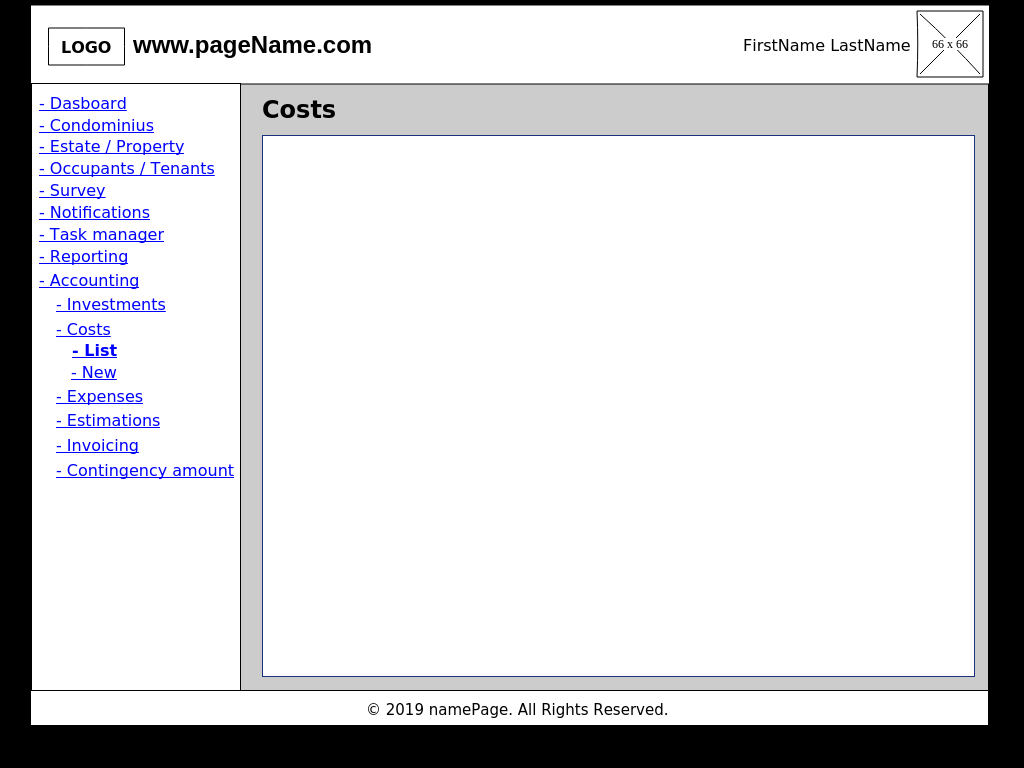 LOGO www.pageName.com FirstName LastName 66 x 66
- Dasboard
- Condominius
- Estate / Property
- Occupants / Tenants
- Survey
- Notifications
- Task manager
- Reporting
- Accounting
- Investments
- Costs
- List
- New
- Expenses
- Estimations
- Invoicing
- Contingency amount
Costs
© 2019 namePage. All Rights Reserved.